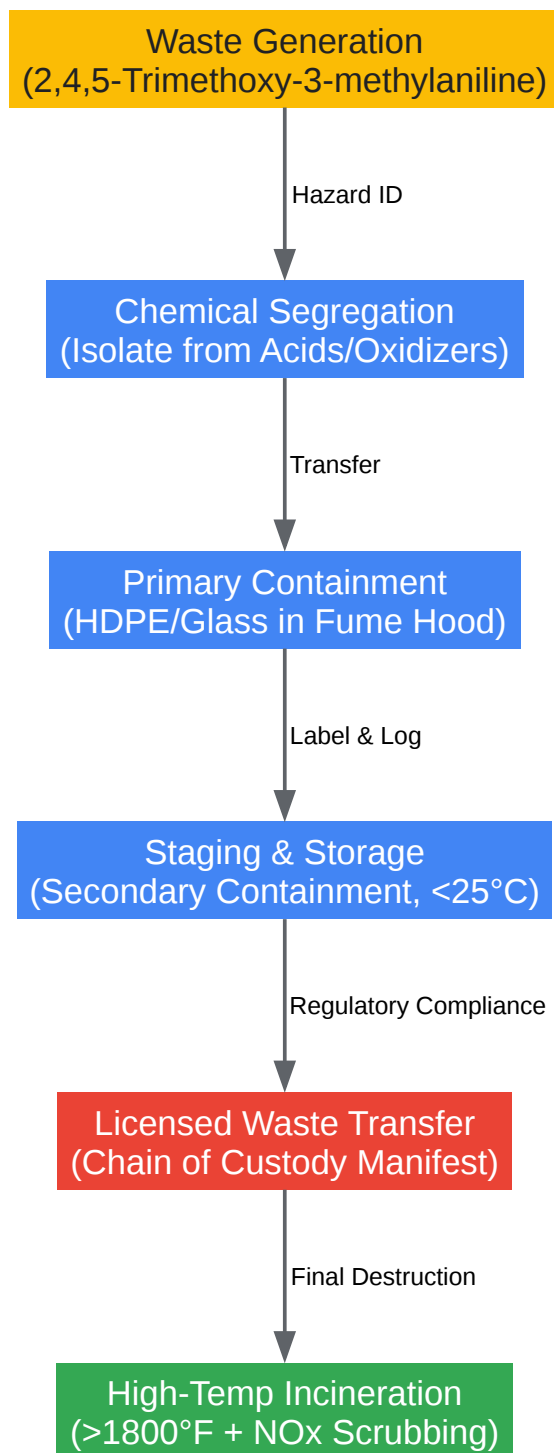 Waste Generation
(2,4,5-Trimethoxy-3-methylaniline)
Hazard ID
Chemical Segregation
(Isolate from Acids/Oxidizers)
Transfer
Primary Containment
(HDPE/Glass in Fume Hood)
Label & Log
Staging & Storage
(Secondary Containment, <25°C)
Regulatory Compliance
Licensed Waste Transfer
(Chain of Custody Manifest)
Final Destruction
High-Temp Incineration
(>1800°F + NOx Scrubbing)